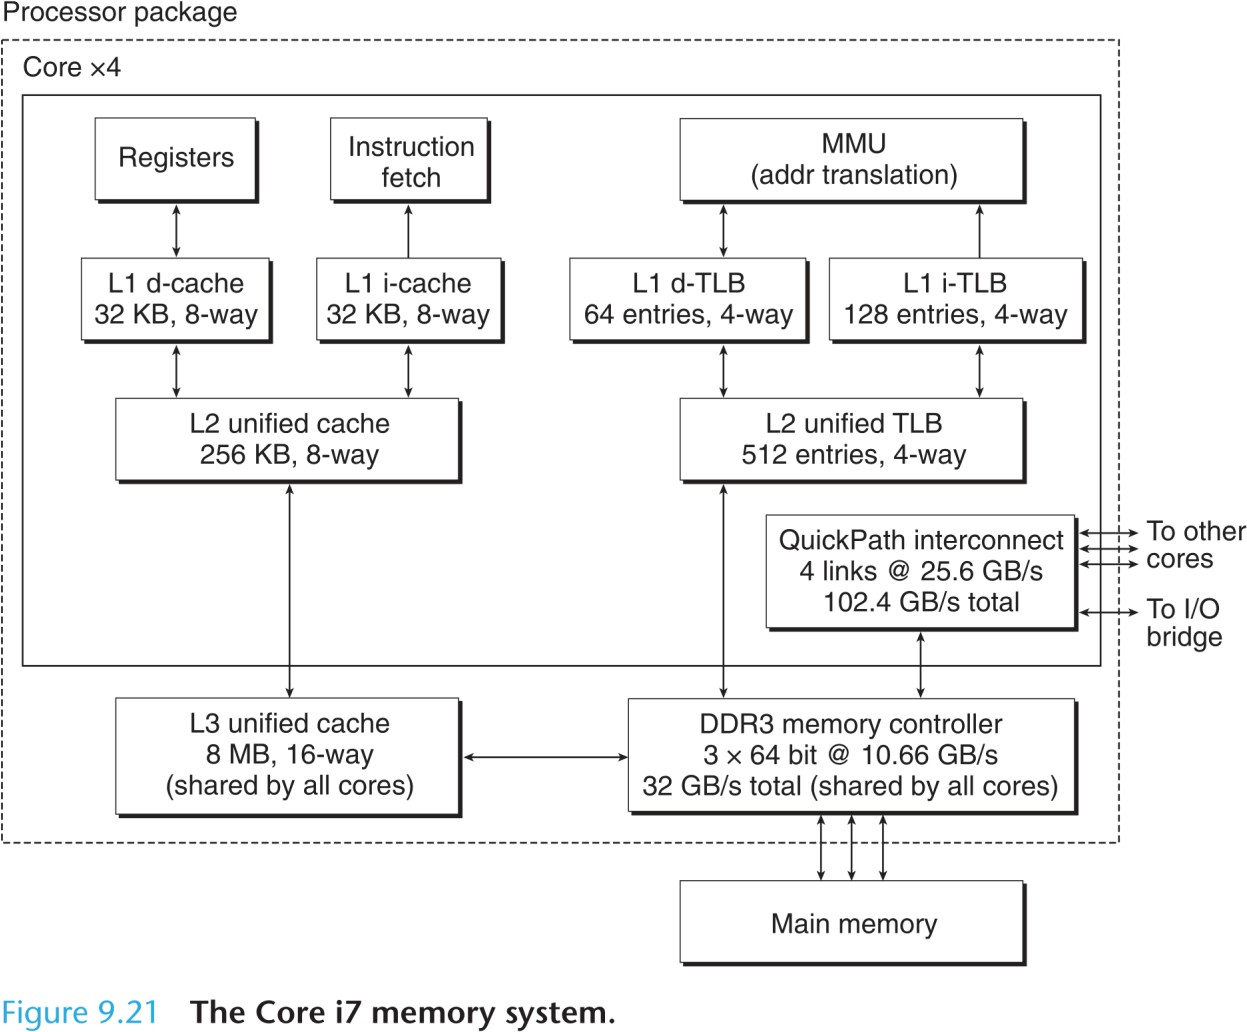 Processor package
Core ×4
Registers
Instruction
fetch
MMU
(addr translation)
L1 d-cache
32 KB, 8-way
L1 i-cache
32 KB, 8-way
L1 d-TLB
64 entries, 4-way
L1 i-TLB
128 entries, 4-way
L2 unified cache
256 KB, 8-way
L2 unified TLB
512 entries, 4-way
QuickPath interconnect
4 links @ 25.6 GB/s
102.4 GB/s total
To other
cores
To I/O
bridge
L3 unified cache
8 MB, 16-way
(shared by all cores)
DDR3 memory controller
3 × 64 bit @ 10.66 GB/s
32 GB/s total (shared by all cores)
Main memory
Figure 9.21 The Core i7 memory system.